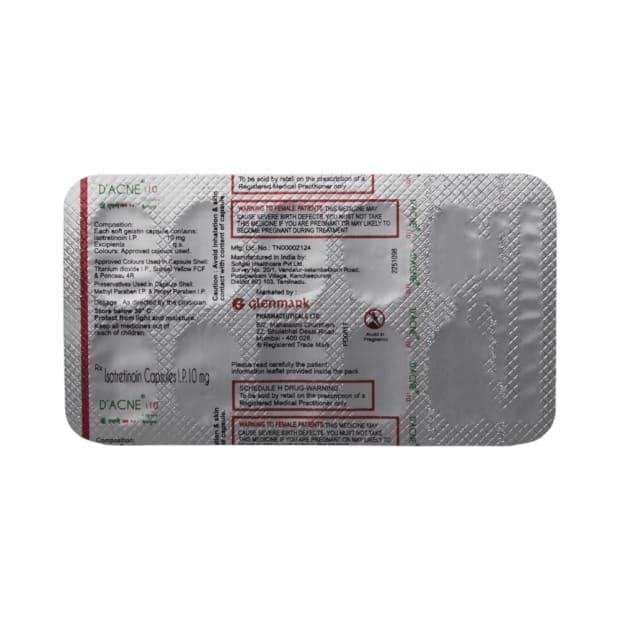 D'ACNE® 10
Composition:
Each soft gelatin capsule contains:
Isotretinoin I.P. 10 mg
Excipients q.s.
Colours: Approved colours used.
Approved Colours Used in Capsule Shell:
Titanium dioxide I.P., Sunset Yellow FCF
& Ponceau 4R
Preservatives Used in Capsule Shell:
Methyl Paraben I.P. & Propyl Paraben I.P.
Dosage : As directed by the physician
Store below 30° C.
Protect from light and moisture.
Keep all medicines out of
reach of children.
Rx
Isotretinoin Capsules I.P. 10 mg
D'ACNE® 10
Composition:
Caution : Avoid inhalation & skin
contact with content of capsule.
To be sold by retail on the prescription of a
Registered Medical Practitioner only
WARNING TO FEMALE PATIENTS: THIS MEDICINE MAY
CAUSE SEVERE BIRTH DEFECTS. YOU MUST NOT TAKE
THIS MEDICINE IF YOU ARE PREGNANT OR MAY LIKELY TO
BECOME PREGNANT DURING TREATMENT
Mfg. Lic. No.: TN00002124
Manufactured in India by:
Softgel Healthcare Pvt Ltd.
Survey No. 20/1, Vandalur-Kelambakkam Road,
Pudupakkam Village, Kancheepuram
District 603 103, Tamilnadu.
Marketed by :
glenmark
PHARMACEUTICALS LTD.
B/2, Mahalaxmi Chambers
22, Bhulabhai Desai Road,
Mumbai - 400 026.
® Registered Trade Mark
Please read carefully the patient
information leaflet provided inside the pack
SCHEDULE H DRUG-WARNING
To be sold by retail on the prescription of a
Registered Medical Practitioner only
WARNING TO FEMALE PATIENTS: THIS MEDICINE MAY
CAUSE SEVERE BIRTH DEFECTS. YOU MUST NOT TAKE
THIS MEDICINE IF YOU ARE PREGNANT OR MAY LIKELY TO
2251098
Avoid in
Pregnancy